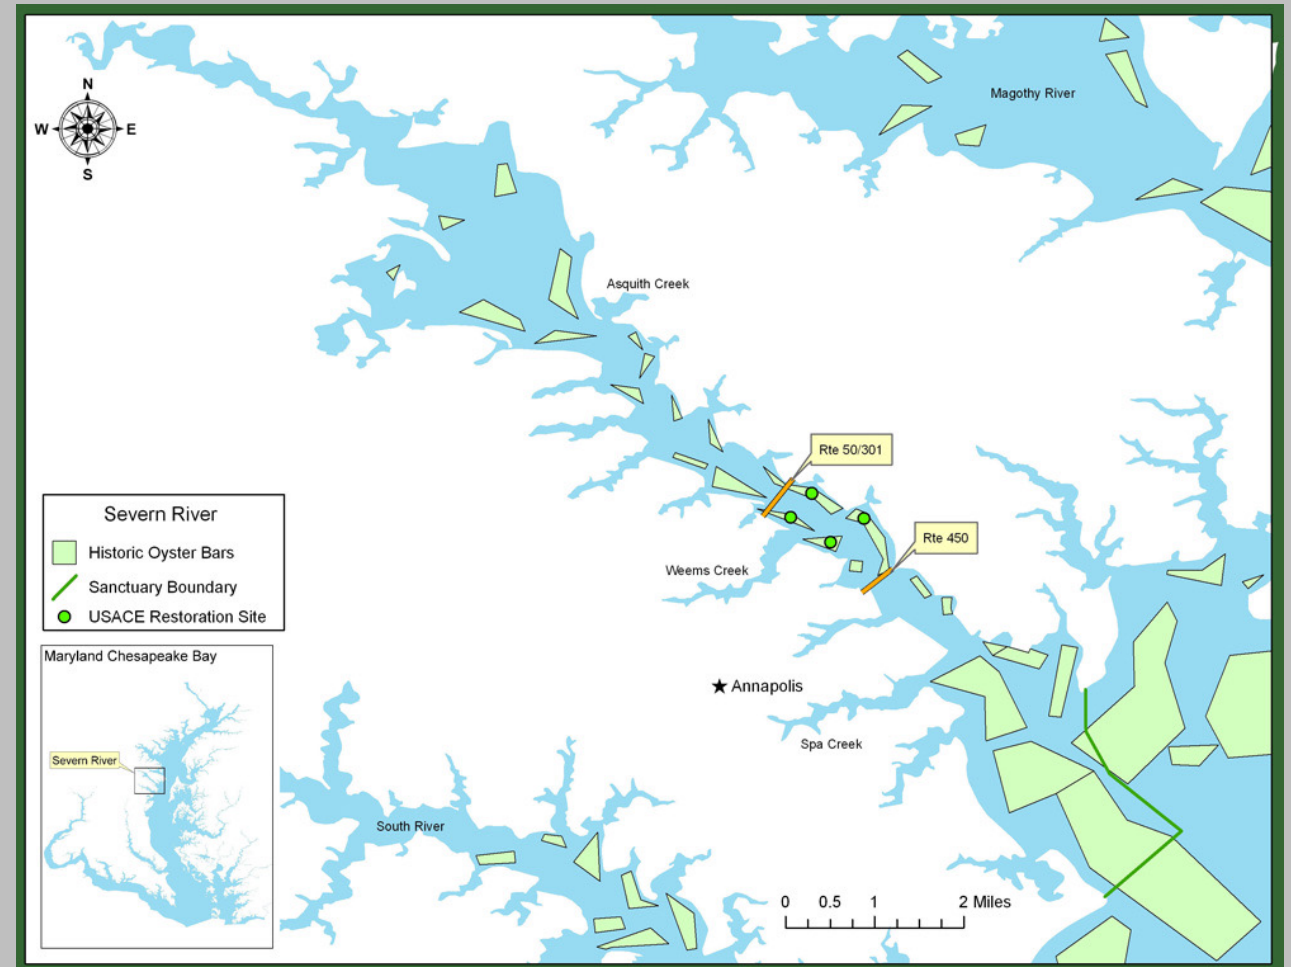 N
W E
S
Magothy River
Asquith Creek
Rte 50/301
Rte 450
Weems Creek
Annapolis
Spa Creek
South River
0 0.5 1 2 Miles
Severn River
Historic Oyster Bars
Sanctuary Boundary
USACE Restoration Site
Maryland Chesapeake Bay
Severn River